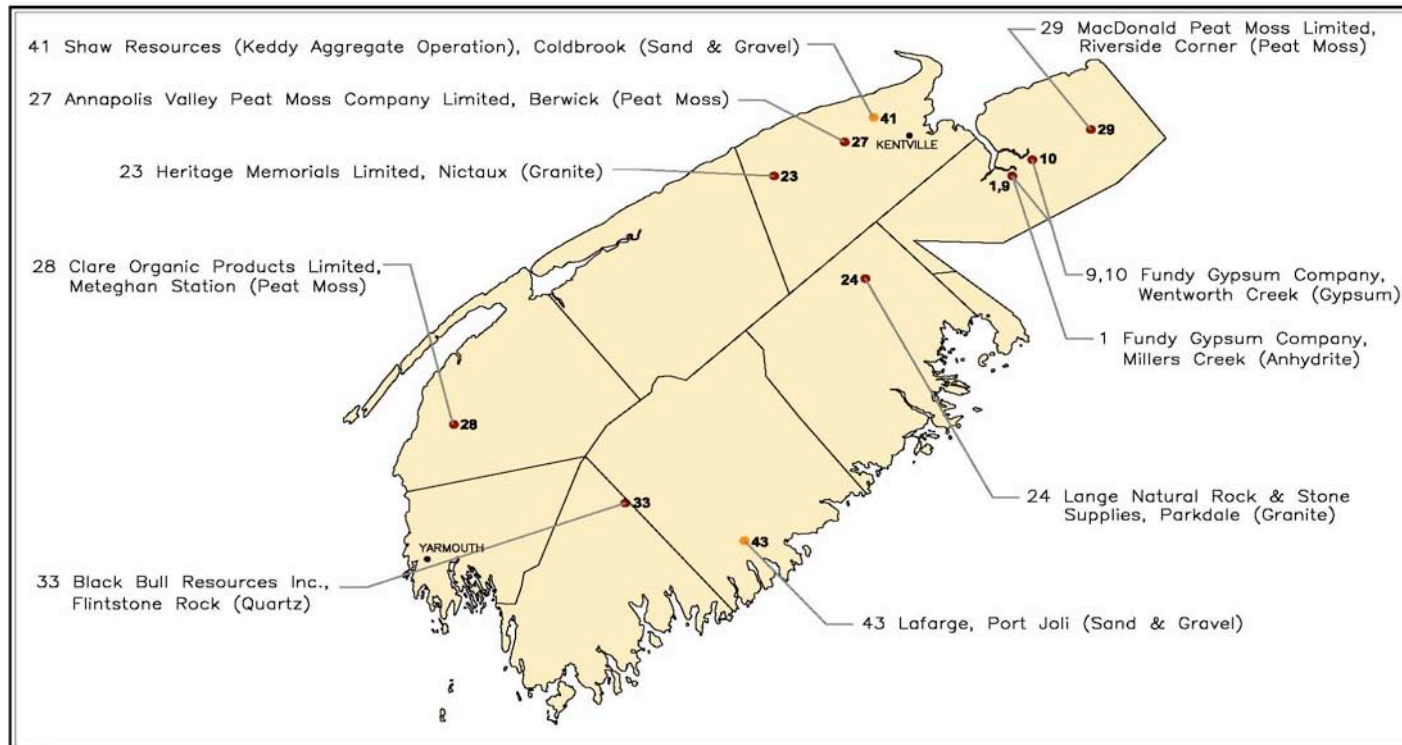 41 Shaw Resources (Keddy Aggregate Operation), Coldbrook (Sand & Gravel)
29 MacDonald Peat Moss Limited,
Riverside Corner (Peat Moss)
27 Annapolis Valley Peat Moss Company Limited, Berwick (Peat Moss)
41
29
27
KENTVILLE
23 Heritage Memorials Limited, Nictaux (Granite)
10
23
1,9
28 Clare Organic Products Limited,
Meteghan Station (Peat Moss)
24
9,10 Fundy Gypsum Company,
Wentworth Creek (Gypsum)
1 Fundy Gypsum Company,
Millers Creek (Anhydrite)
28
24 Lange Natural Rock & Stone
Supplies, Parkdale (Granite)
33
43
YARMOUTH
33 Black Bull Resources Inc.,
Flintstone Rock (Quartz)
43 Lafarge, Port Joli (Sand & Gravel)